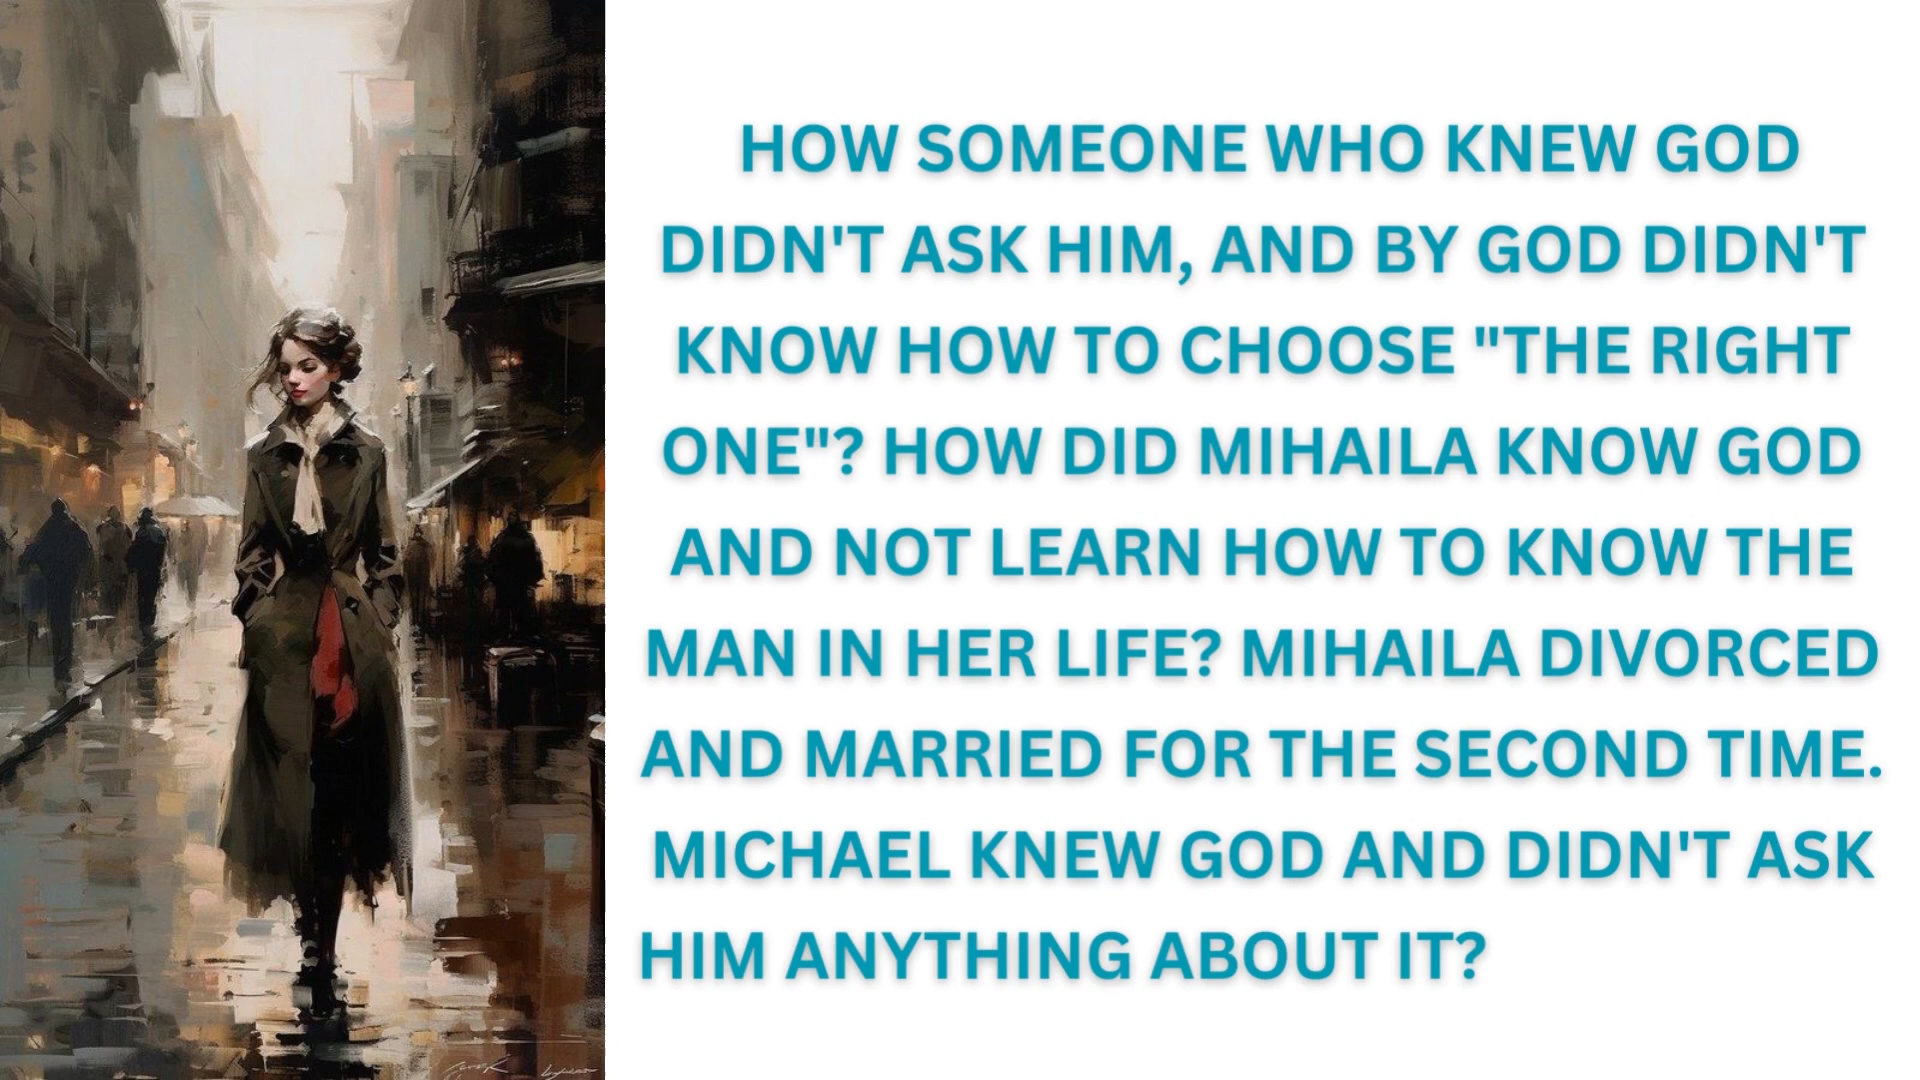 HOW SOMEONE WHO KNEW GOD
DIDN'T ASK HIM, AND BY GOD DIDN'T
KNOW HOW TO CHOOSE "THE RIGHT
ONE"? HOW DID MIHAILA KNOW GOD
AND NOT LEARN HOW TO KNOW THE
MAN IN HER LIFE? MIHAILA DIVORCED
AND MARRIED FOR THE SECOND TIME.
MICHAEL KNEW GOD AND DIDN'T ASK
HIM ANYTHING ABOUT IT?